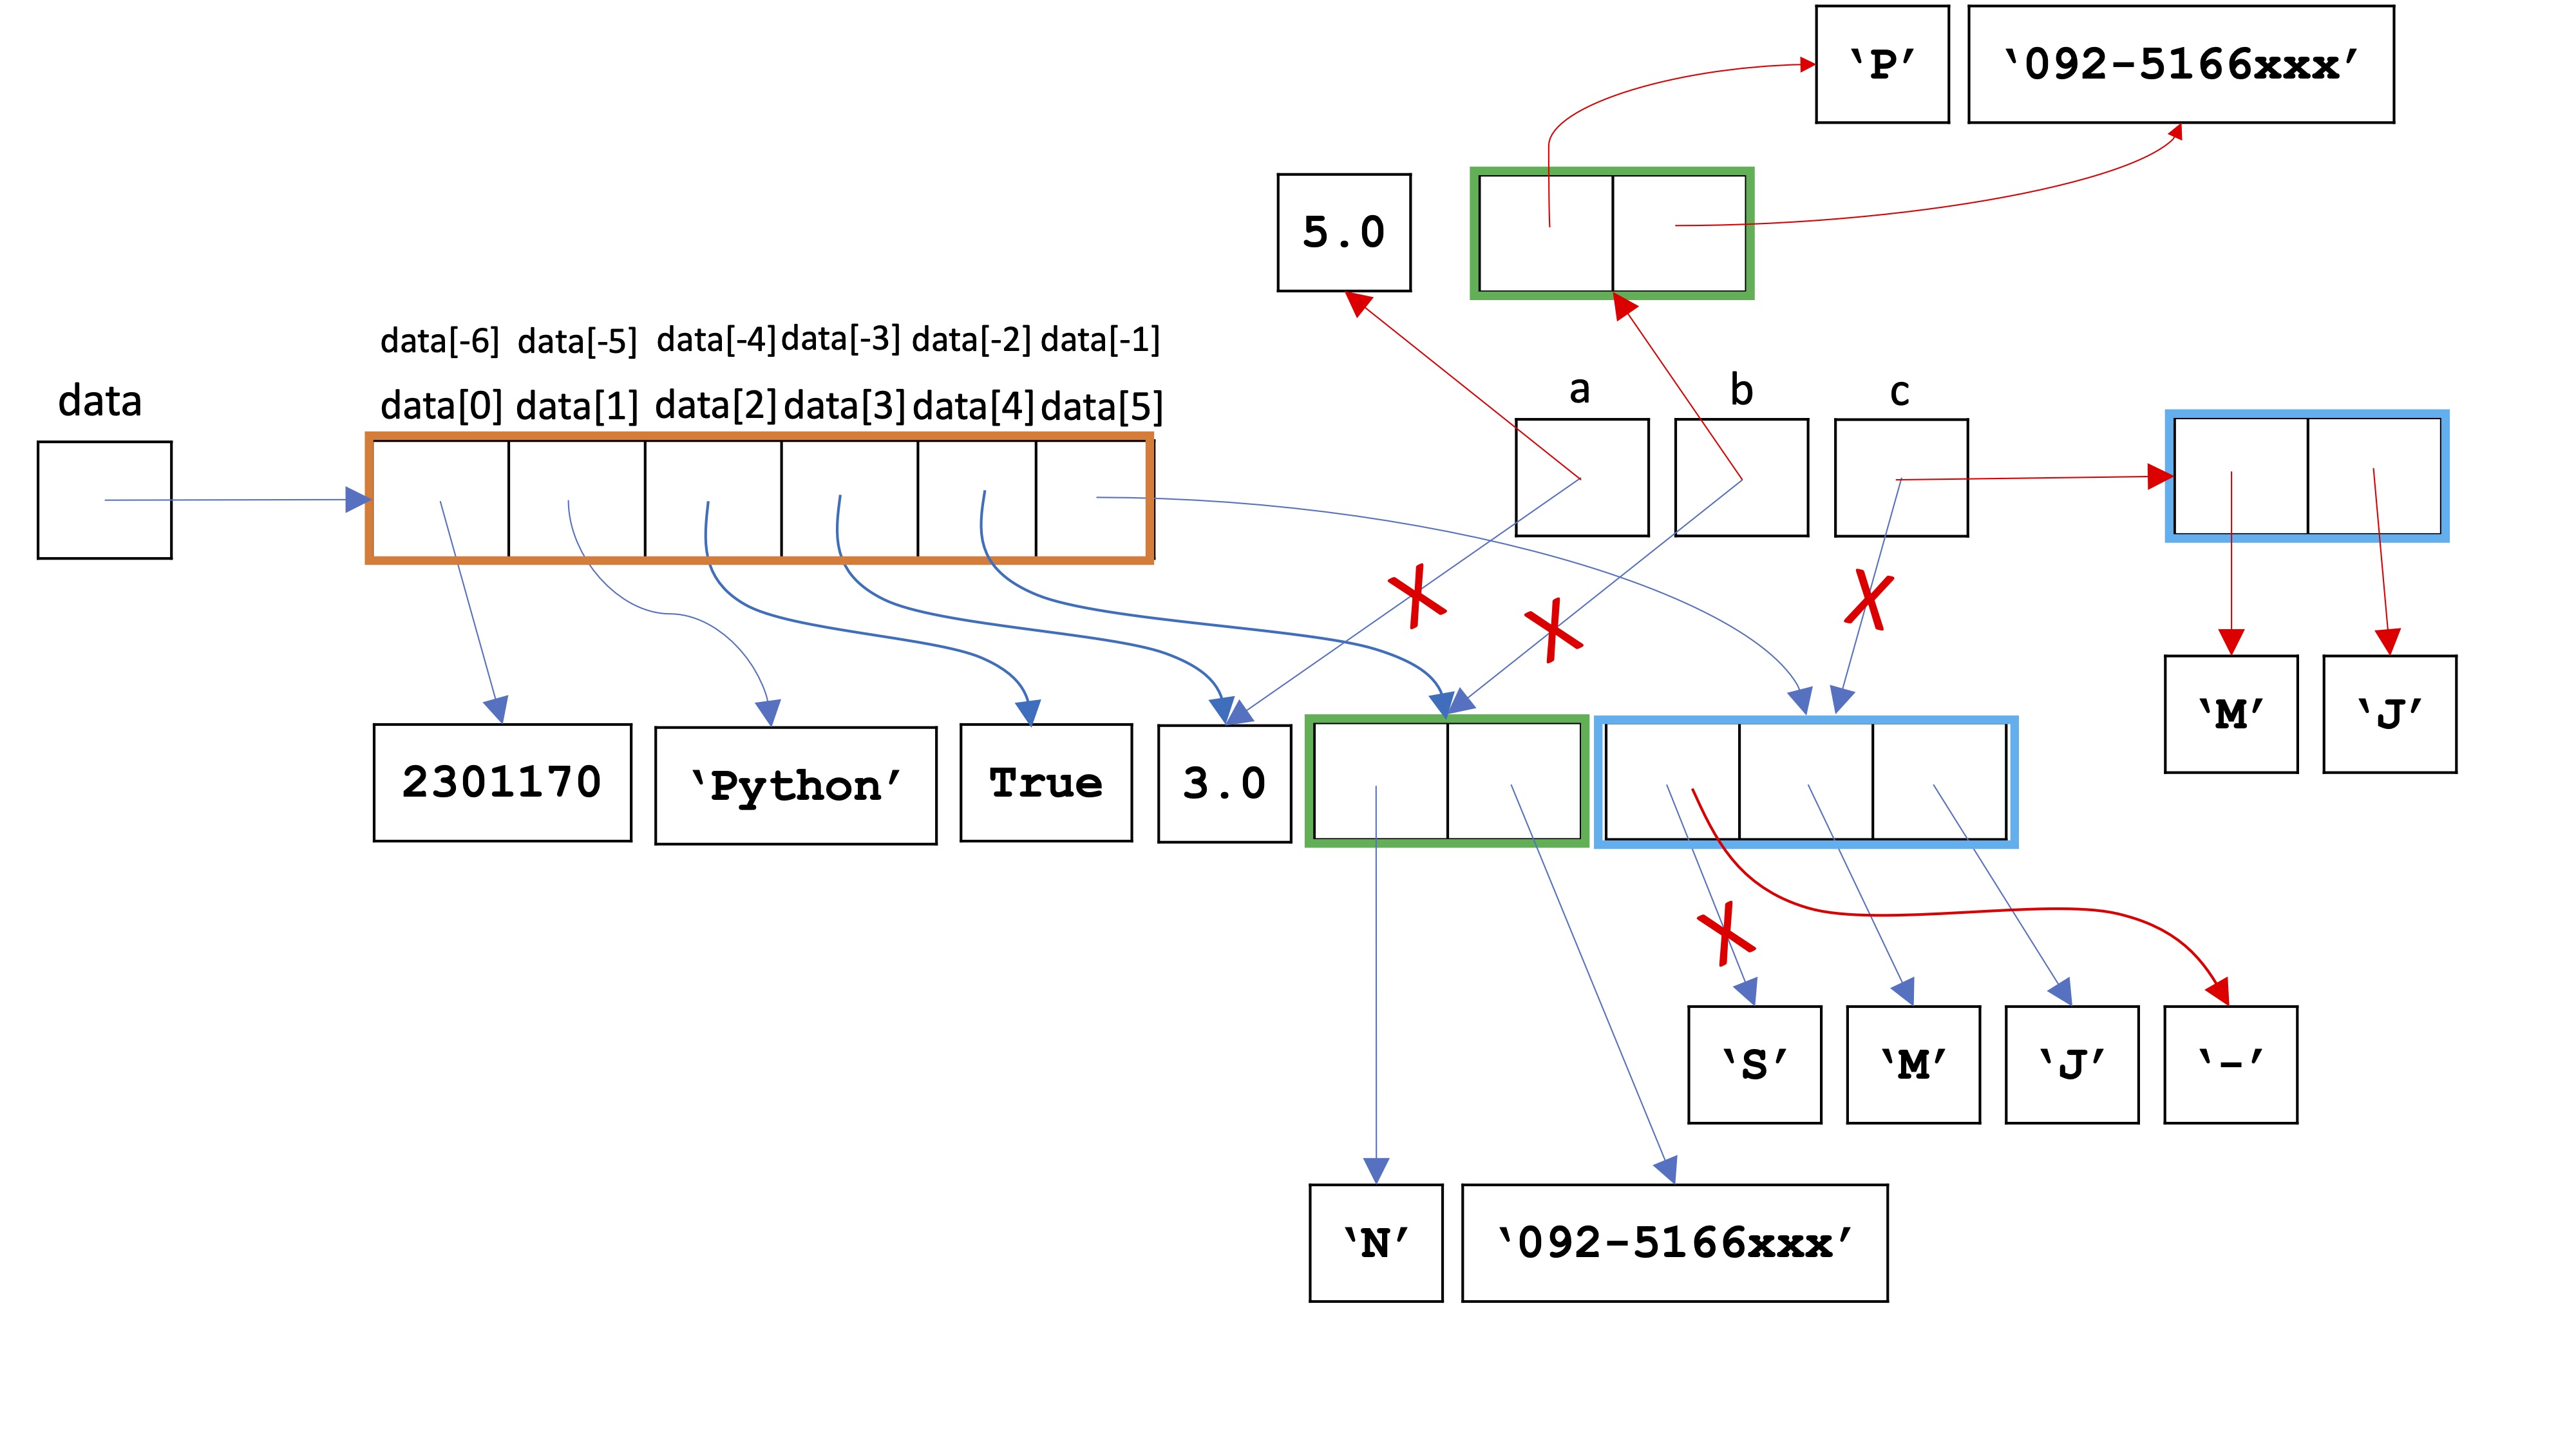 ‘P’ ‘092-5166xxx’
5.0
data[-6] data[-5] data[-4] data[-3] data[-2] data[-1]
data a b c
data[0] data[1] data[2] data[3] data[4] data[5]
‘M’ ‘J’
2301170 ‘Python’ True 3.0
‘S’ ‘M’ ‘J’ ‘-’
‘N’ ‘092-5166xxx’